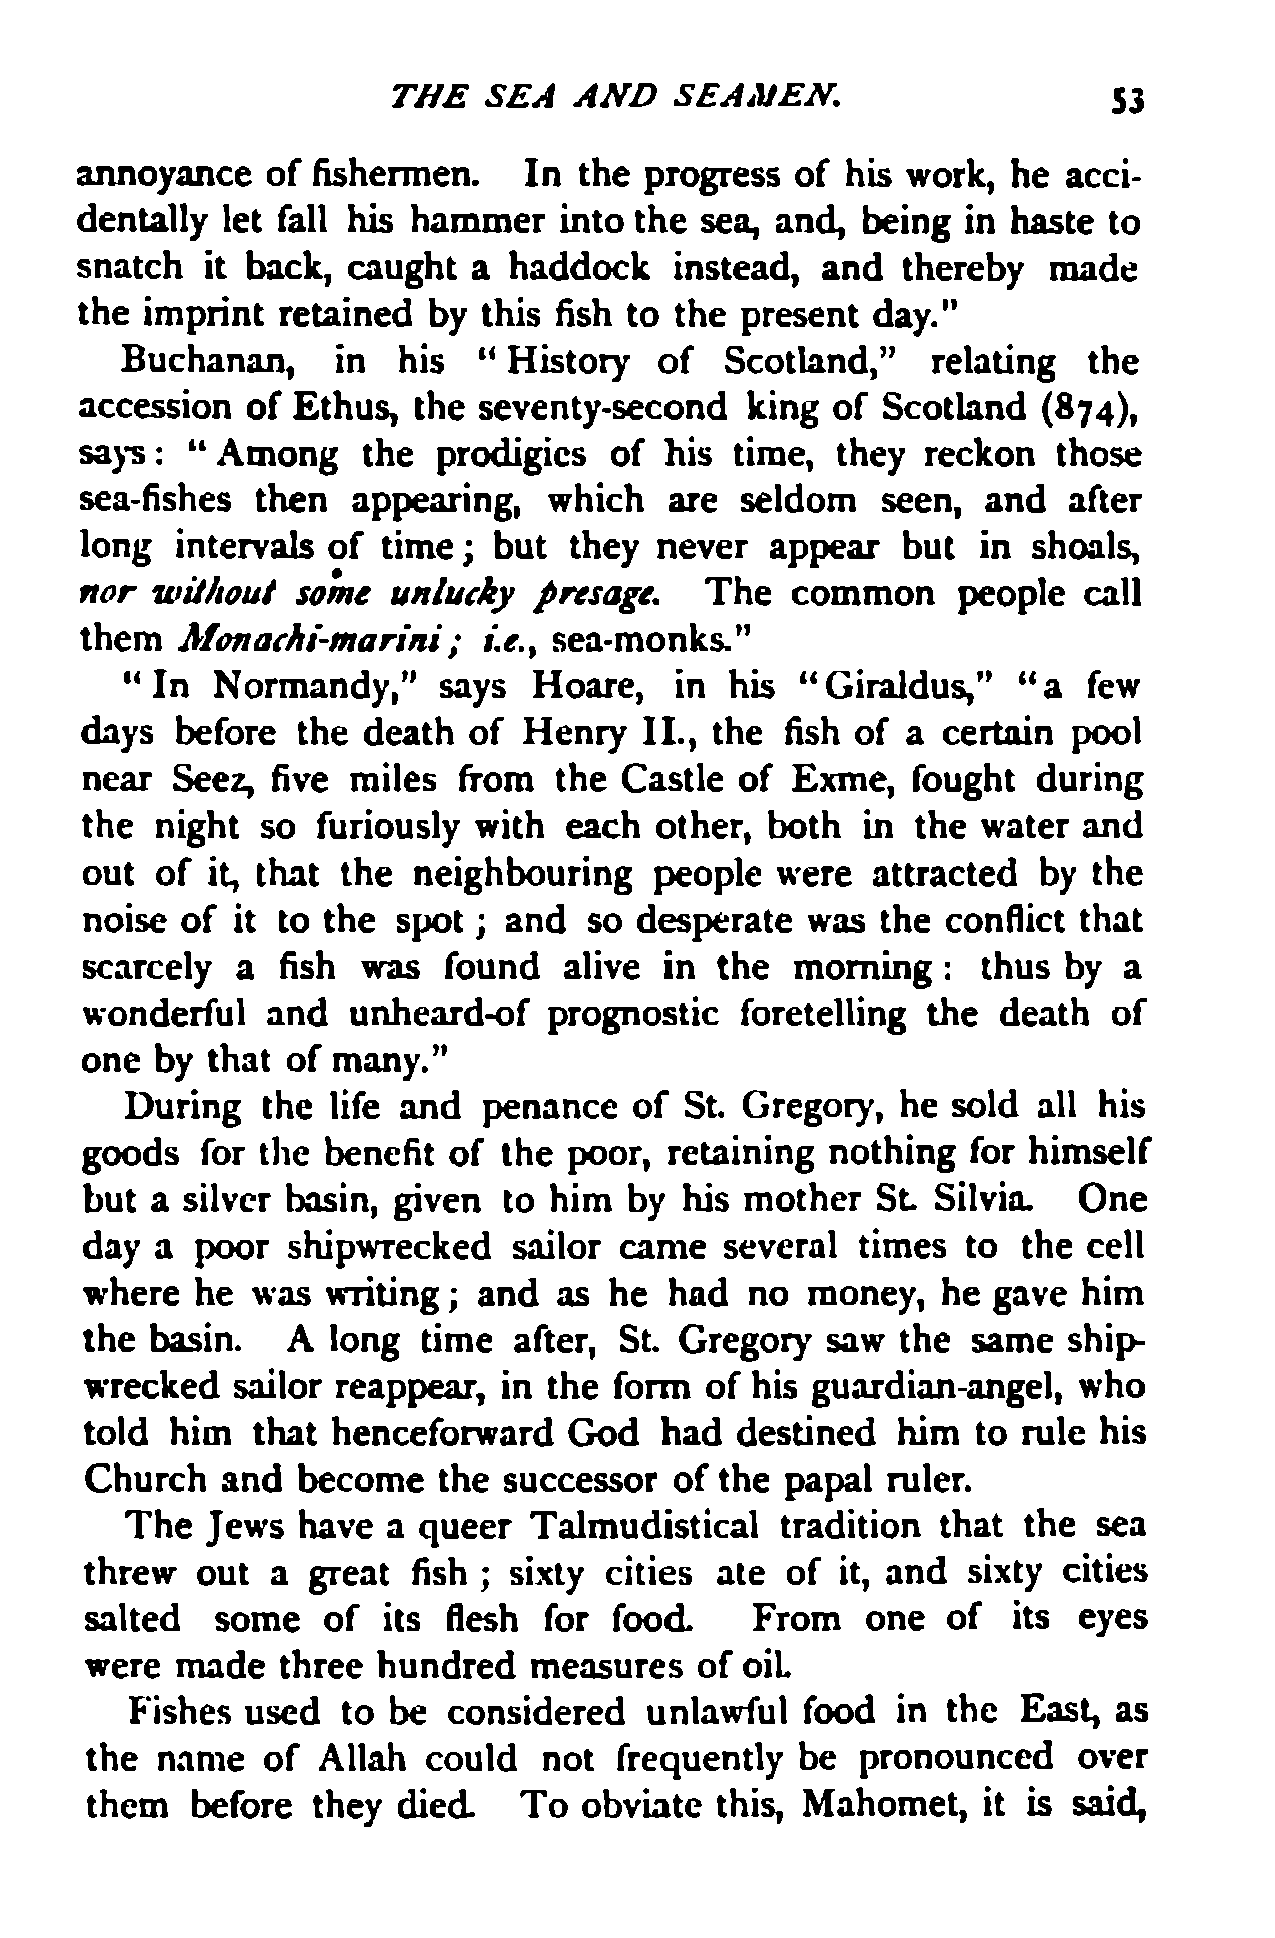 THE SEA AND SEAMEN. 53
annoyance of fishermen. In the progress of his work, he acci-
dentally let fall his hammer into the sea, and, being in haste to
snatch it back, caught a haddock instead, and thereby made
the imprint retained by this fish to the present day."
Buchanan, in his "History of Scotland," relating the
accession of Ethus, the seventy-second king of Scotland (874),
says: "Among the prodigies of his time, they reckon those
sea-fishes then appearing, which are seldom seen, and after
long intervals of time; but they never appear but in shoals,
nor without some unlucky presage. The common people call
them Monachi-marini; i.e., sea-monks."
"In Normandy," says Hoare, in his "Giraldus," "a few
days before the death of Henry II., the fish of a certain pool
near Seez, five miles from the Castle of Exme, fought during
the night so furiously with each other, both in the water and
out of it, that the neighbouring people were attracted by the
noise of it to the spot; and so desperate was the conflict that
scarcely a fish was found alive in the morning: thus by a
wonderful and unheard-of prognostic foretelling the death of
one by that of many."
During the life and penance of St. Gregory, he sold all his
goods for the benefit of the poor, retaining nothing for himself
but a silver basin, given to him by his mother St. Silvia. One
day a poor shipwrecked sailor came several times to the cell
where he was writing; and as he had no money, he gave him
the basin. A long time after, St. Gregory saw the same ship-
wrecked sailor reappear, in the form of his guardian-angel, who
told him that henceforward God had destined him to rule his
Church and become the successor of the papal ruler.
The Jews have a queer Talmudistical tradition that the sea
threw out a great fish; sixty cities ate of it, and sixty cities
salted some of its flesh for food. From one of its eyes
were made three hundred measures of oil.
Fishes used to be considered unlawful food in the East, as
the name of Allah could not frequently be pronounced over
them before they died. To obviate this, Mahomet, it is said,